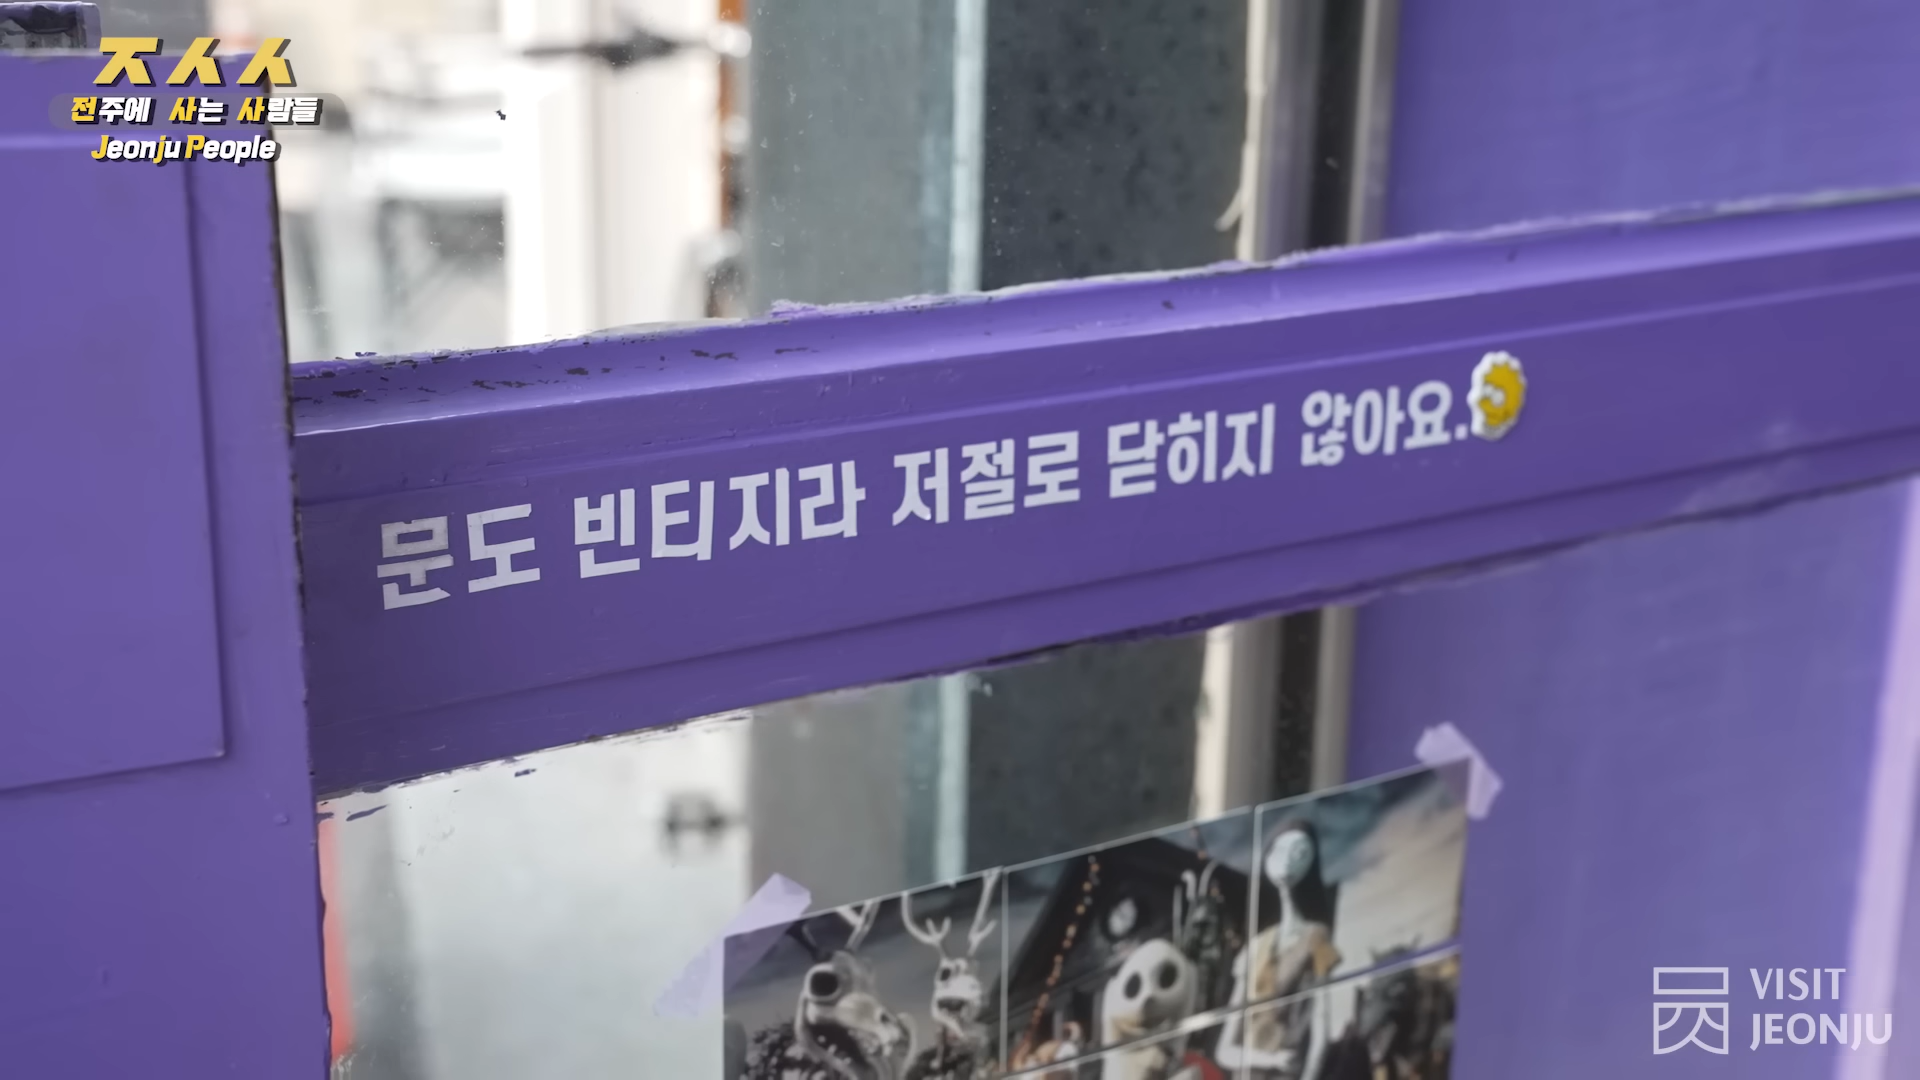 ㅈㅅㅅ
전주에 사는 사람들
Jeonju People
문도 빈티지라 저절로 닫히지 않아요.
VISIT
JEONJU